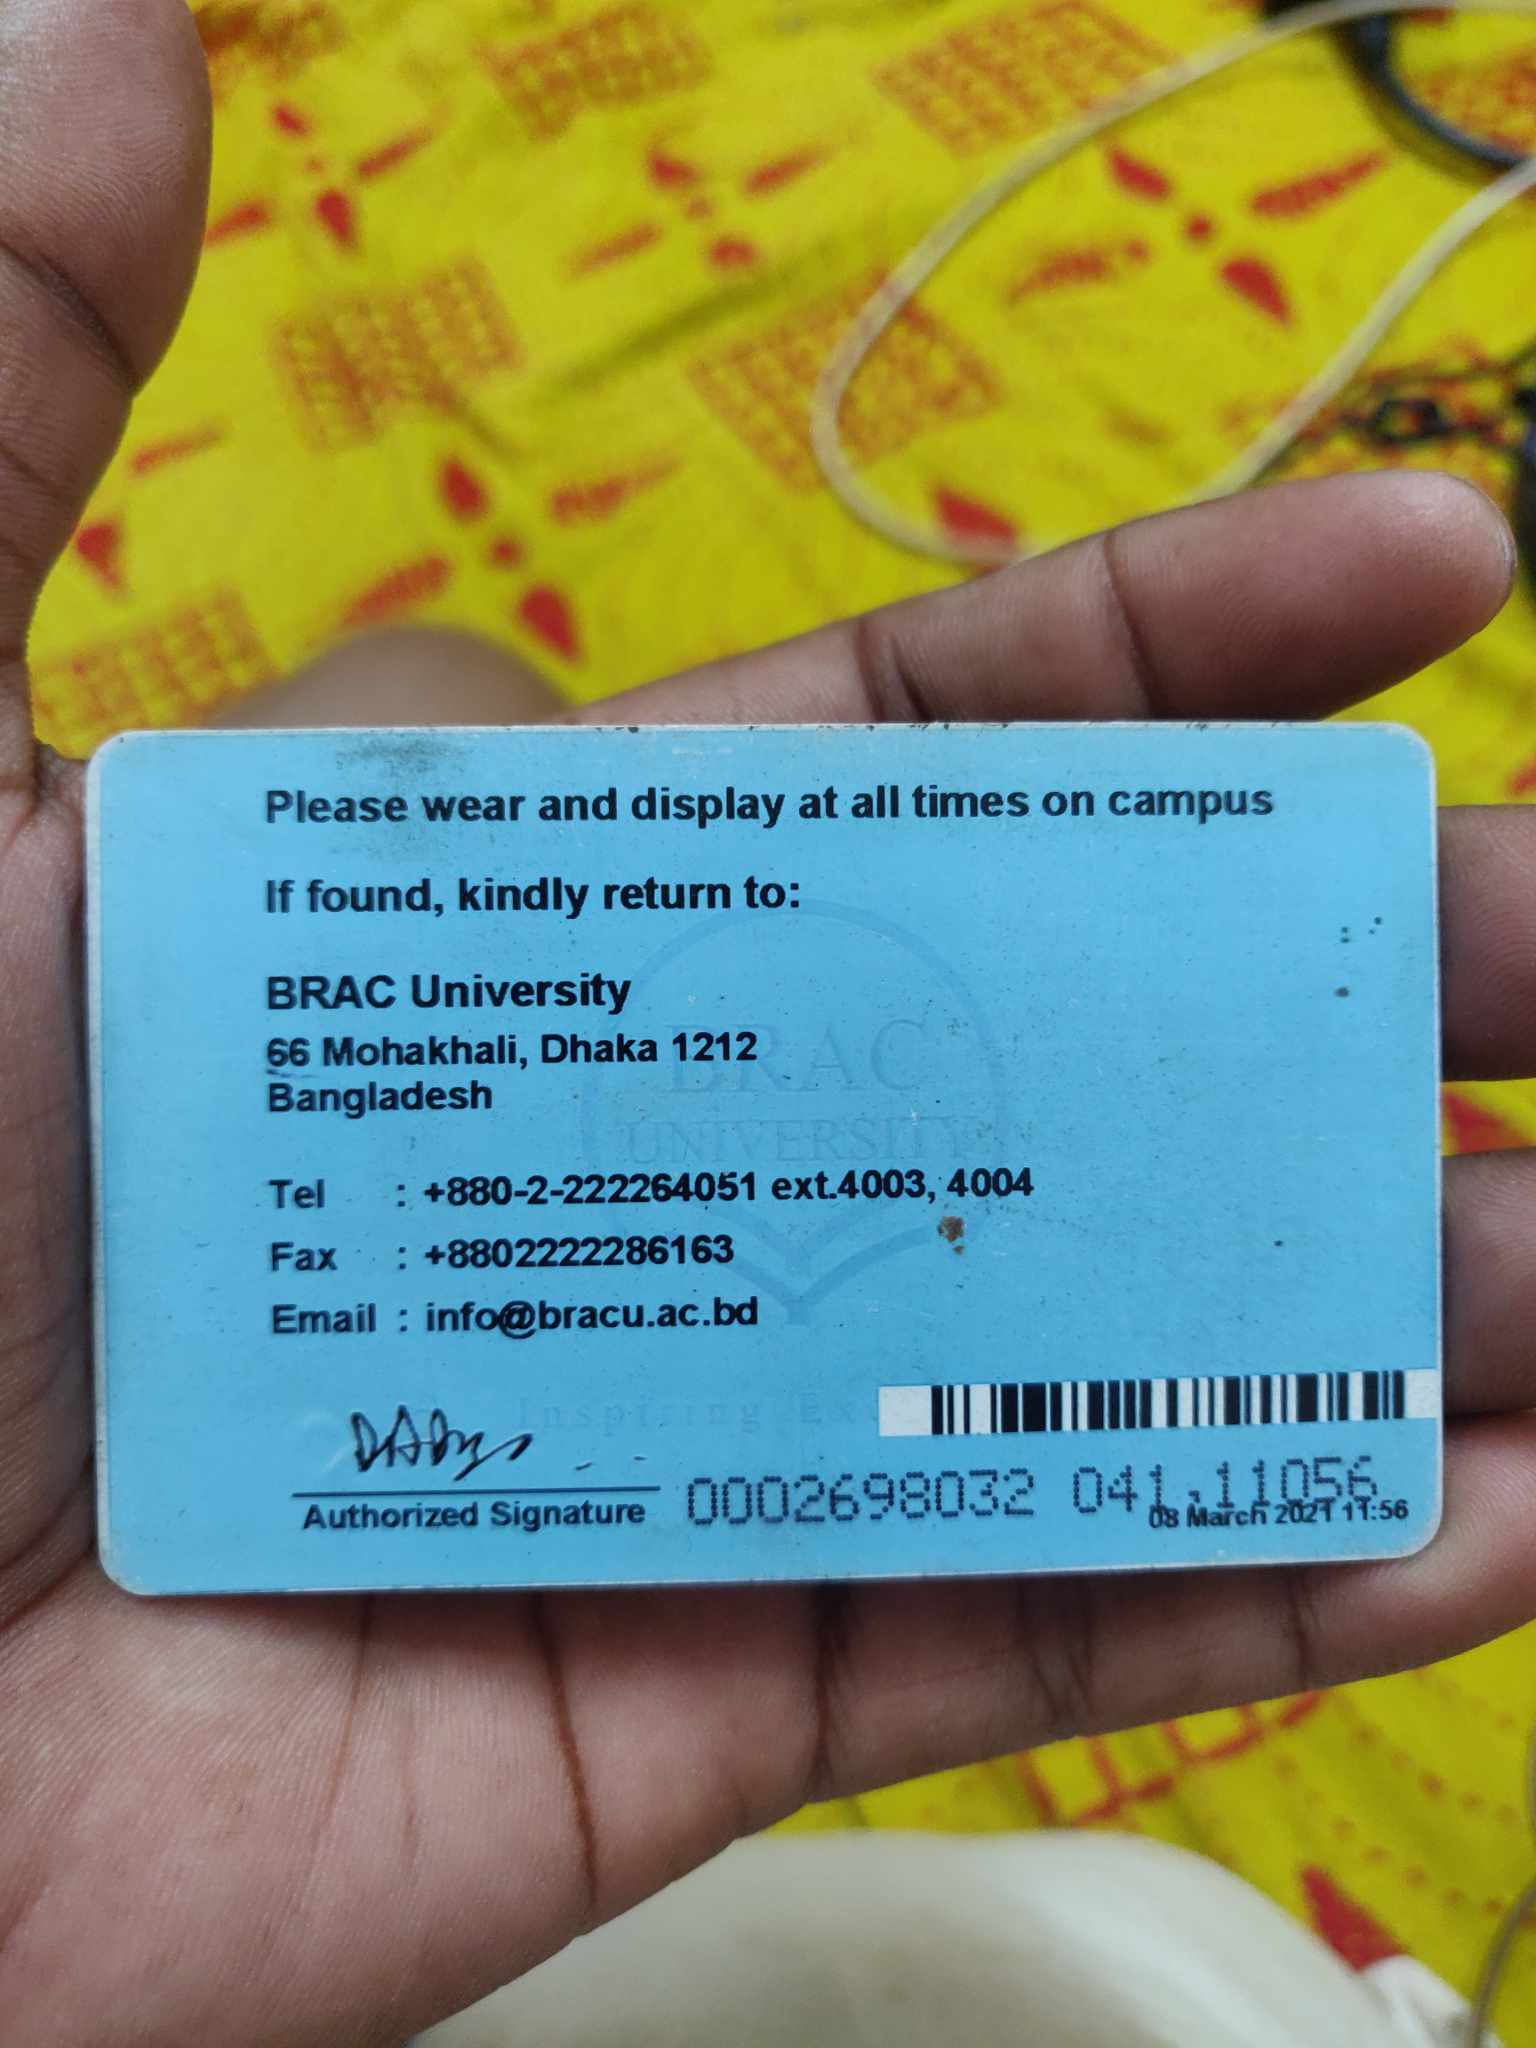 Please wear and display at all times on campus
If found, kindly return to:
BRAC University
66 Mohakhali, Dhaka 1212
Bangladesh
BRAC
UNIVERSITY
Tel : +880-2-222264051 ext.4003, 4004
Fax : +8802222286163
Email : info@bracu.ac.bd
Inspiring Ex
Authorized Signature
0002698032 041,11056
08 March 2021 11:56